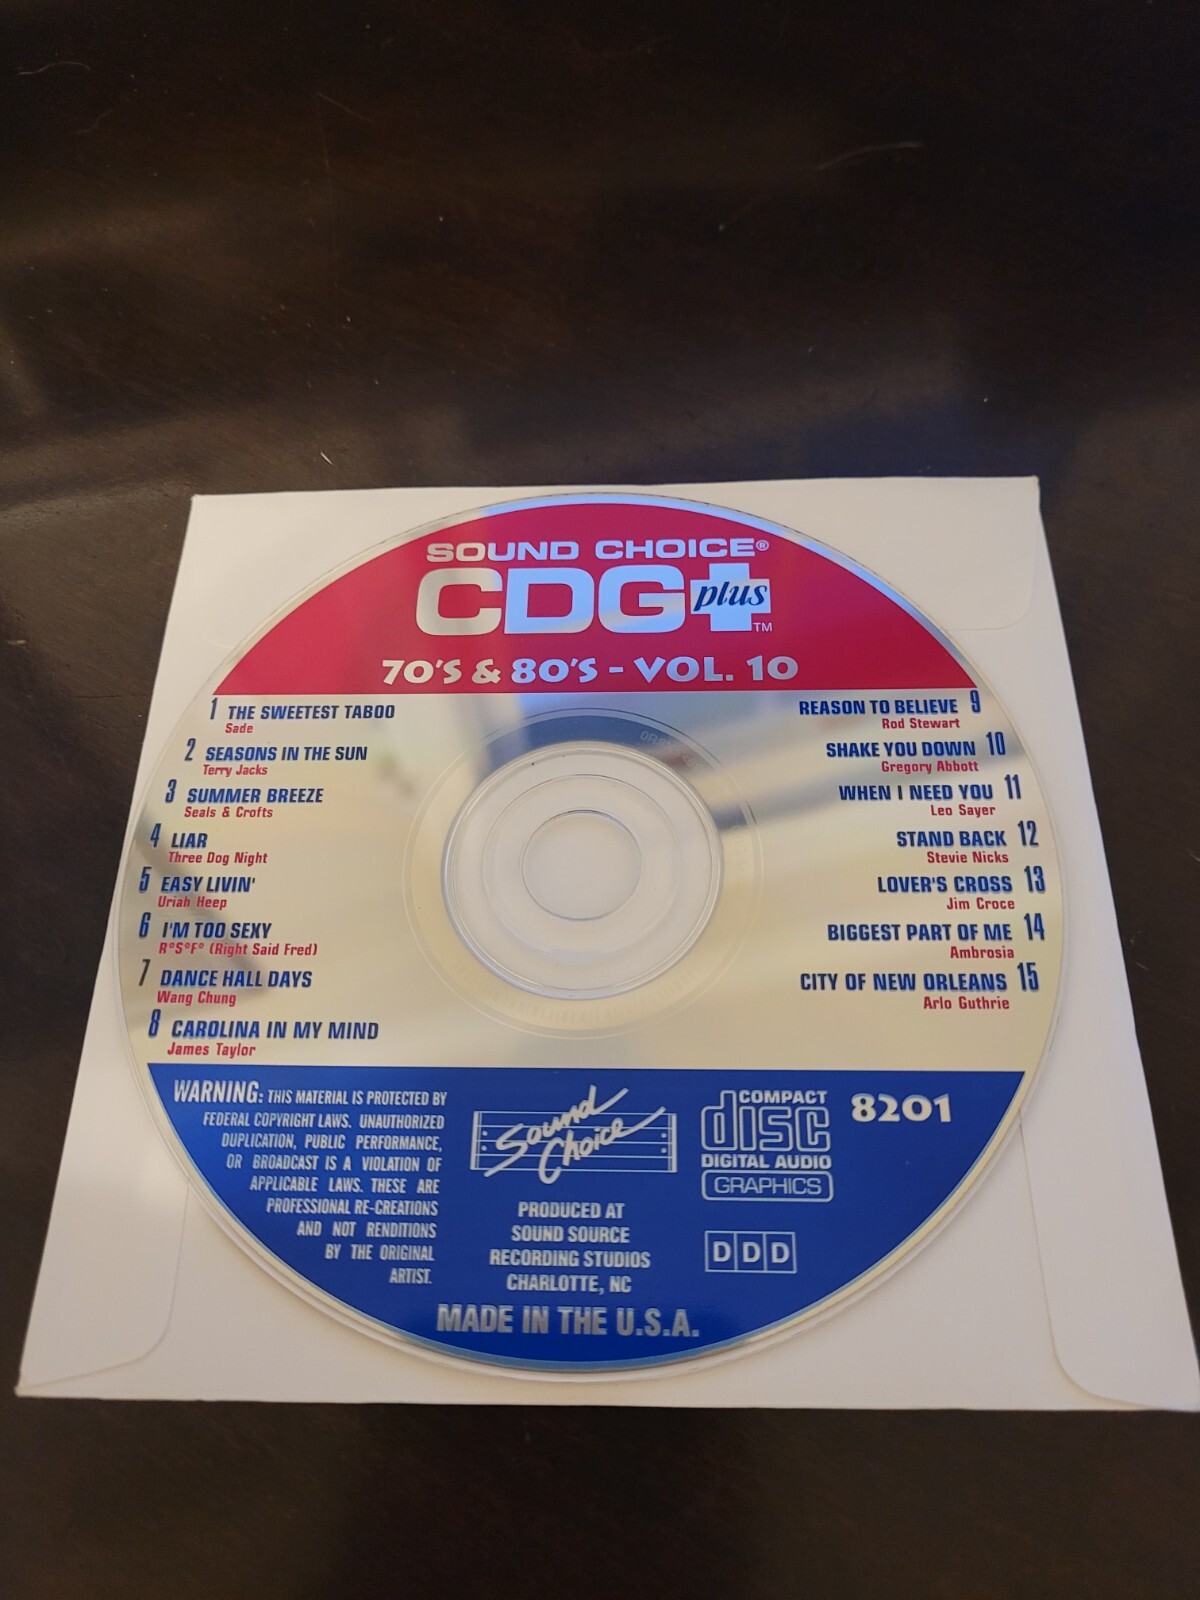 SOUND CHOICE®
CDG plus™
70'S & 80'S - VOL. 10
1 THE SWEETEST TABOO
Sade
2 SEASONS IN THE SUN
Terry Jacks
3 SUMMER BREEZE
Seals & Crofts
4 LIAR
Three Dog Night
5 EASY LIVIN'
Uriah Heep
6 I'M TOO SEXY
R°S°F° (Right Said Fred)
7 DANCE HALL DAYS
Wang Chung
8 CAROLINA IN MY MIND
James Taylor
REASON TO BELIEVE 9
Rod Stewart
SHAKE YOU DOWN 10
Gregory Abbott
WHEN I NEED YOU 11
Leo Sayer
STAND BACK 12
Stevie Nicks
LOVER'S CROSS 13
Jim Croce
BIGGEST PART OF ME 14
Ambrosia
CITY OF NEW ORLEANS 15
Arlo Guthrie
WARNING: THIS MATERIAL IS PROTECTED BY
FEDERAL COPYRIGHT LAWS. UNAUTHORIZED
DUPLICATION, PUBLIC PERFORMANCE,
OR BROADCAST IS A VIOLATION OF
APPLICABLE LAWS. THESE ARE
PROFESSIONAL RE-CREATIONS
AND NOT RENDITIONS
BY THE ORIGINAL
ARTIST.
Sound
Choice
PRODUCED AT
SOUND SOURCE
RECORDING STUDIOS
CHARLOTTE, NC
MADE IN THE U.S.A.
COMPACT
disc
DIGITAL AUDIO
GRAPHICS
8201
DDD